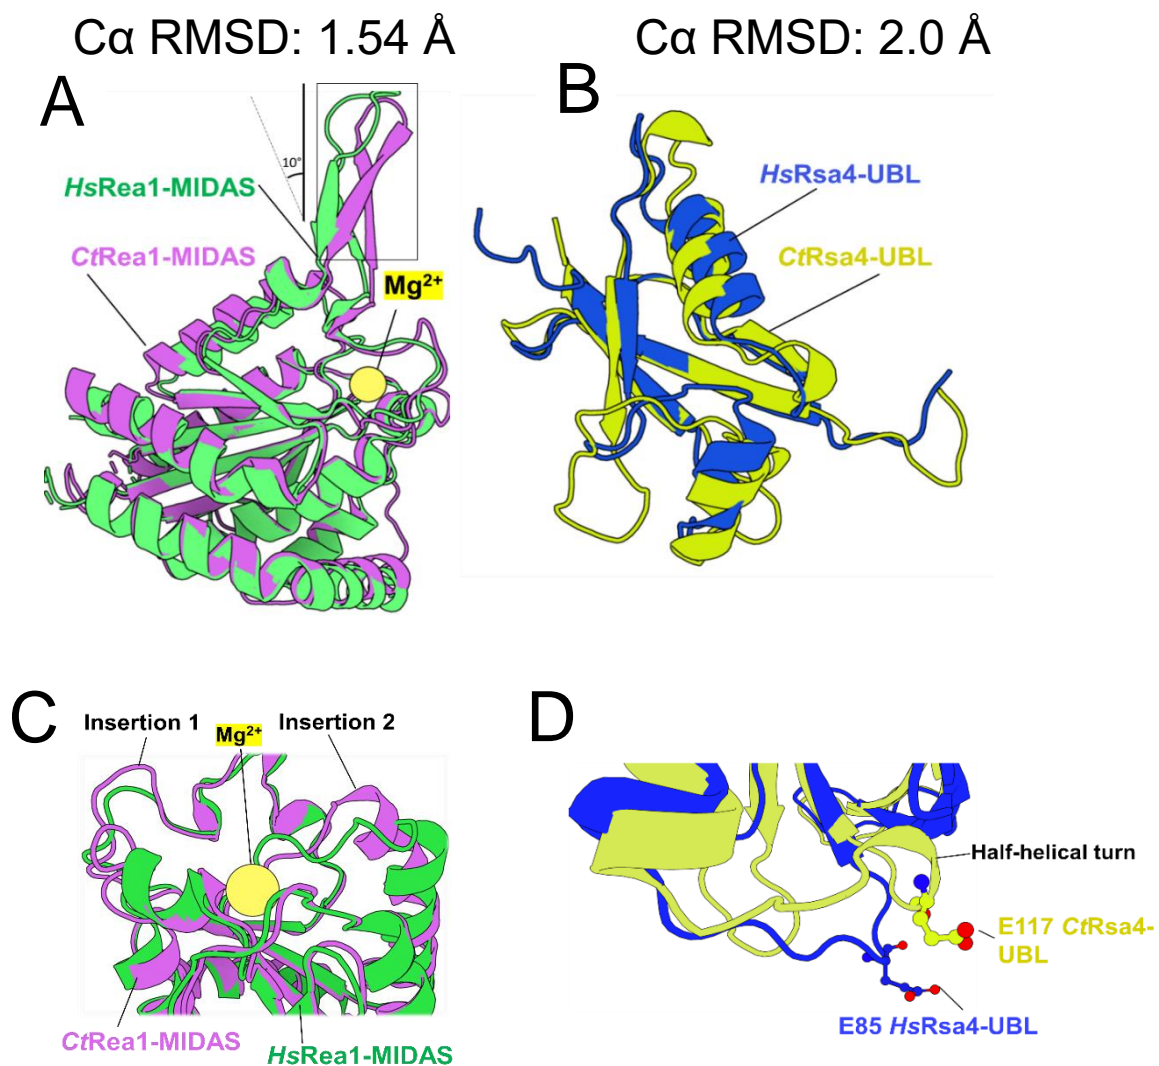 Cα RMSD: 1.54 Å
Cα RMSD: 2.0 Å
A
B
10°
HsRea1-MIDAS
CtRea1-MIDAS
Mg²⁺
HsRsa4-UBL
CtRsa4-UBL
C
D
Insertion 1
Mg²⁺
Insertion 2
CtRea1-MIDAS
HsRea1-MIDAS
Half-helical turn
E117 CtRsa4-
UBL
E85 HsRsa4-UBL